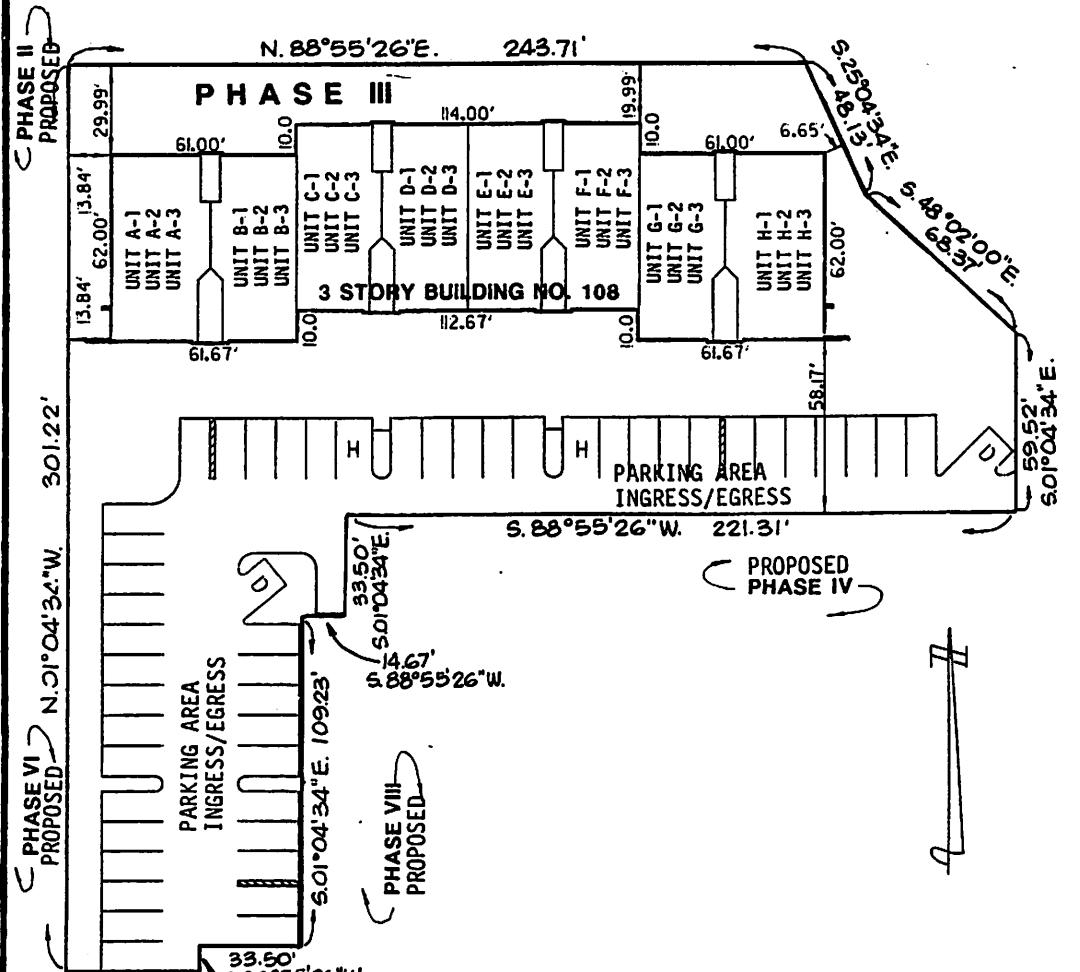 PHASE II
PROPOSED
N. 88°55'26"E. 243.71'
S.25°04'34"E.
48.13'
S. 48°02'00"E.
68.37'
PHASE III
29.99'
19.99'
61.00'
10.0
114.00'
10.0
61.00'
6.65'
13.84'
62.00'
13.84'
UNIT A-1
UNIT A-2
UNIT A-3
UNIT B-1
UNIT B-2
UNIT B-3
UNIT C-1
UNIT C-2
UNIT C-3
UNIT D-1
UNIT D-2
UNIT D-3
UNIT E-1
UNIT E-2
UNIT E-3
UNIT F-1
UNIT F-2
UNIT F-3
UNIT G-1
UNIT G-2
UNIT G-3
UNIT H-1
UNIT H-2
UNIT H-3
62.00'
3 STORY BUILDING NO. 108
61.67'
10.0
112.67'
10.0
61.67'
58.17'
59.52'
S.01°04'34"E.
N.01°04'34"W. 301.22'
H
H
D
PARKING AREA
INGRESS/EGRESS
S. 88°55'26"W. 221.31'
PROPOSED
PHASE IV
33.50'
S.01°04'34"E.
D
14.67'
S.88°55'26"W.
PARKING AREA
INGRESS/EGRESS
S.01°04'34"E. 109.23'
PHASE VI
PROPOSED
PHASE VIII
PROPOSED
N
33.50'